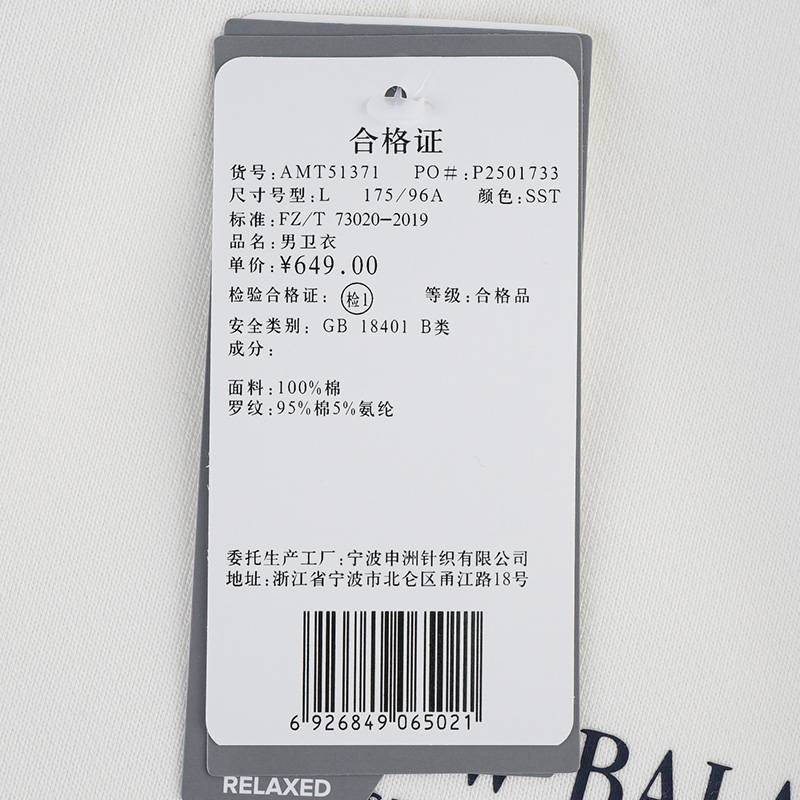 合格证
货号:AMT51371 PO#:P2501733
尺寸号型:L 175/96A 颜色:SST
标准:FZ/T 73020-2019
品名:男卫衣
单价:¥649.00
检验合格证: 检1 等级:合格品
安全类别: GB 18401 B类
成分:
面料:100%棉
罗纹:95%棉5%氨纶
委托生产工厂:宁波申洲针织有限公司
地址:浙江省宁波市北仑区甬江路18号
6 926849 065021
RELAXED
W BALA